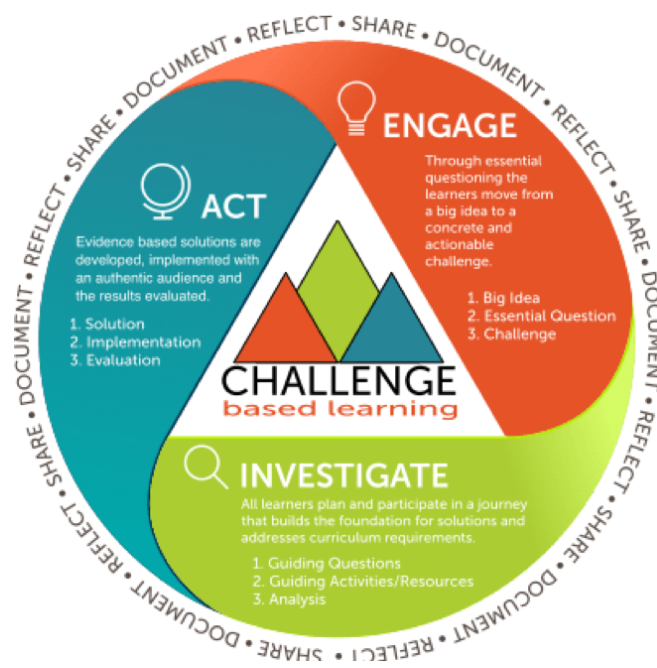 DOCUMENT • REFLECT • SHARE • DOCUMENT • REFLECT • SHARE • DOCUMENT • REFLECT • SHARE • DOCUMENT • REFLECT • SHARE • DOCUMENT • REFLECT • SHARE • DOCUMENT • REFLECT • SHARE •
ENGAGE
Through essential
questioning the
learners move from
a big idea to a
concrete and
actionable
challenge.
1. Big Idea
2. Essential Question
3. Challenge
ACT
Evidence based solutions are
developed, implemented with
an authentic audience and
the results evaluated.
1. Solution
2. Implementation
3. Evaluation
CHALLENGE
based learning
INVESTIGATE
All learners plan and participate in a journey
that builds the foundation for solutions and
addresses curriculum requirements.
1. Guiding Questions
2. Guiding Activities/Resources
3. Analysis